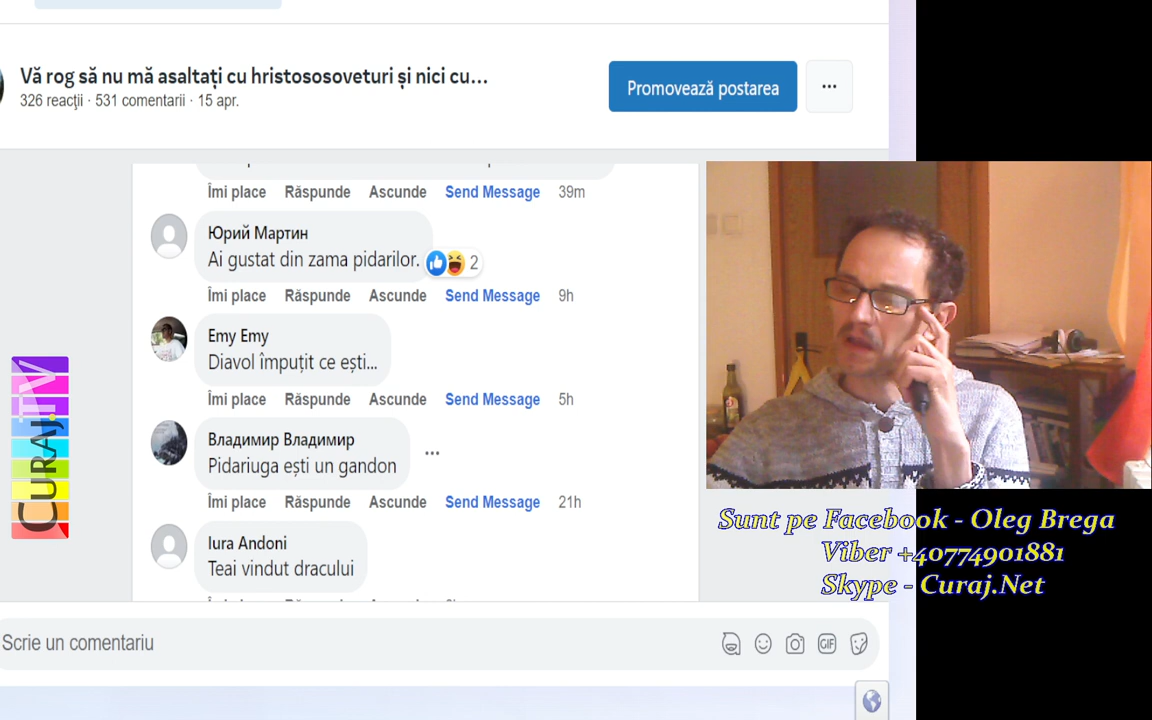 Vă rog să nu mă asaltați cu hristososoveturi și nici cu...
326 reacții · 531 comentarii · 15 apr.
Promovează postarea
Îmi place Răspunde Ascunde Send Message 39m
Юрий Мартин
Ai gustat din zama pidarilor.
2
Îmi place Răspunde Ascunde Send Message 9h
Emy Emy
Diavol împuțit ce ești...
Îmi place Răspunde Ascunde Send Message 5h
Владимир Владимир
Pidariuga ești un gandon
Îmi place Răspunde Ascunde Send Message 21h
Iura Andoni
Teai vindut dracului
Scrie un comentariu
GIF
CURAJ.TV
Sunt pe Facebook - Oleg Brega
Viber +40774901881
Skype - Curaj.Net